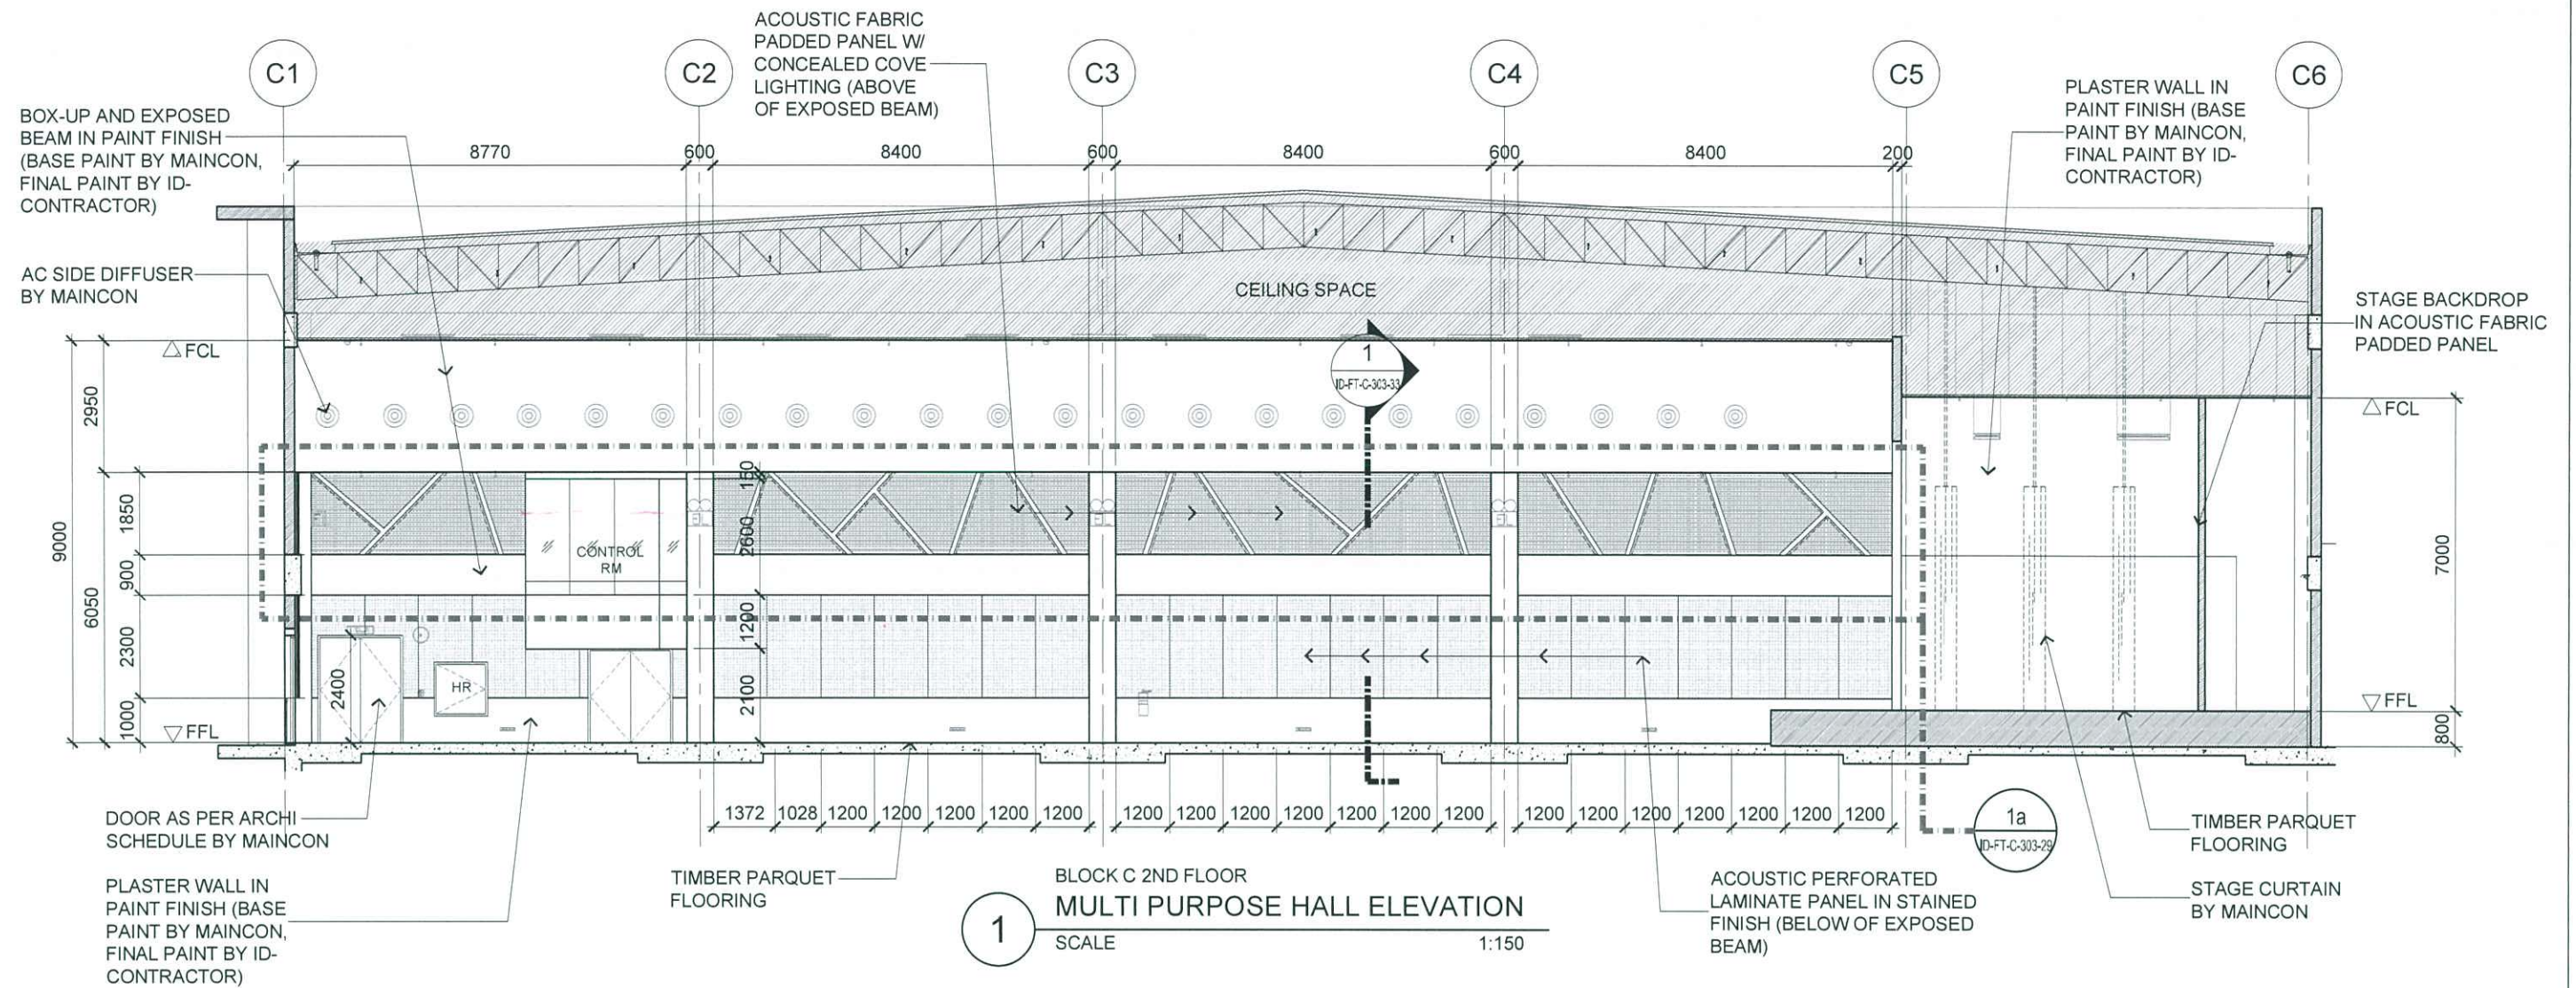 C1
C2
C3
C4
C5
C6
ACOUSTIC FABRIC
PADDED PANEL W/
CONCEALED COVE
LIGHTING (ABOVE
OF EXPOSED BEAM)
BOX-UP AND EXPOSED
BEAM IN PAINT FINISH
(BASE PAINT BY MAINCON,
FINAL PAINT BY ID-
CONTRACTOR)
PLASTER WALL IN
PAINT FINISH (BASE
PAINT BY MAINCON,
FINAL PAINT BY ID-
CONTRACTOR)
8770
600
8400
600
8400
600
8400
200
AC SIDE DIFFUSER
BY MAINCON
CEILING SPACE
STAGE BACKDROP
IN ACOUSTIC FABRIC
PADDED PANEL
FCL
1
ID-FT-C-303-33
FCL
9000
2950
6050
1850
900
2300
1000
2400
150
2600
1200
2100
7000
800
CONTROL
RM
HR
FFL
FFL
1372 1028 1200 1200 1200 1200 1200
1200 1200 1200 1200 1200 1200 1200
1200 1200 1200 1200 1200 1200 1200
1a
ID-FT-C-303-29
DOOR AS PER ARCHI
SCHEDULE BY MAINCON
PLASTER WALL IN
PAINT FINISH (BASE
PAINT BY MAINCON,
FINAL PAINT BY ID-
CONTRACTOR)
TIMBER PARQUET
FLOORING
ACOUSTIC PERFORATED
LAMINATE PANEL IN STAINED
FINISH (BELOW OF EXPOSED
BEAM)
TIMBER PARQUET
FLOORING
STAGE CURTAIN
BY MAINCON
1
BLOCK C 2ND FLOOR
MULTI PURPOSE HALL ELEVATION
SCALE 1:150